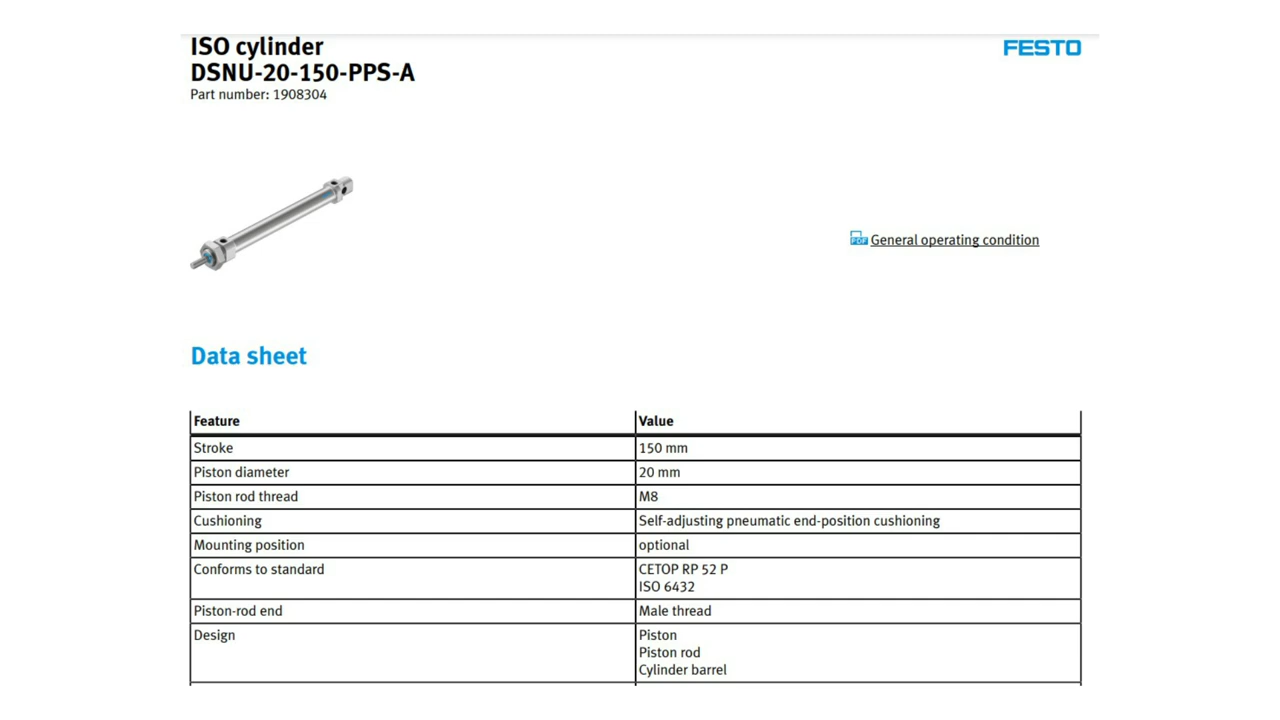 ISO cylinder
FESTO
DSNU-20-150-PPS-A
Part number: 1908304
PDF General operating condition
Data sheet
Feature Value
Stroke 150 mm
Piston diameter 20 mm
Piston rod thread M8
Cushioning Self-adjusting pneumatic end-position cushioning
Mounting position optional
Conforms to standard CETOP RP 52 P
ISO 6432
Piston-rod end Male thread
Design Piston
Piston rod
Cylinder barrel